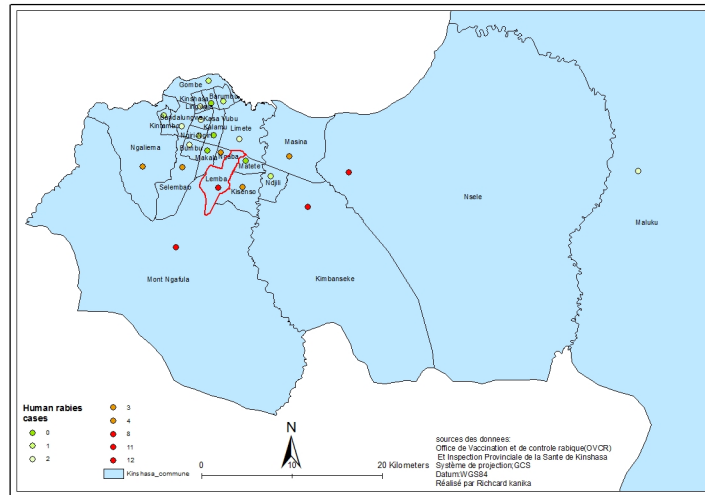 Gombe
Kinshasa Barumbu
Lingwala
Bandalungwa Kasa Vubu
Kintambo Kalamu Limete
Ngiri-Ngiri
Bumbu Masina
Ngaliema Makala Ngaba
Matete
Lemba Ndjili
Selembao Kisenso
Nsele
Maluku
Mont Ngafula Kimbanseke
Human rabies
cases
0
1
2
3
4
8
11
12
Kinshasa_commune
N
0 10 20 Kilometers
sources des donnees:
Office de Vaccination et de controle rabique(OVCR)
Et Inspection Provinciale de la Sante de Kinshasa
Système de projection;GCS
Datum:WGS84
Réalisé par Richcard kanika